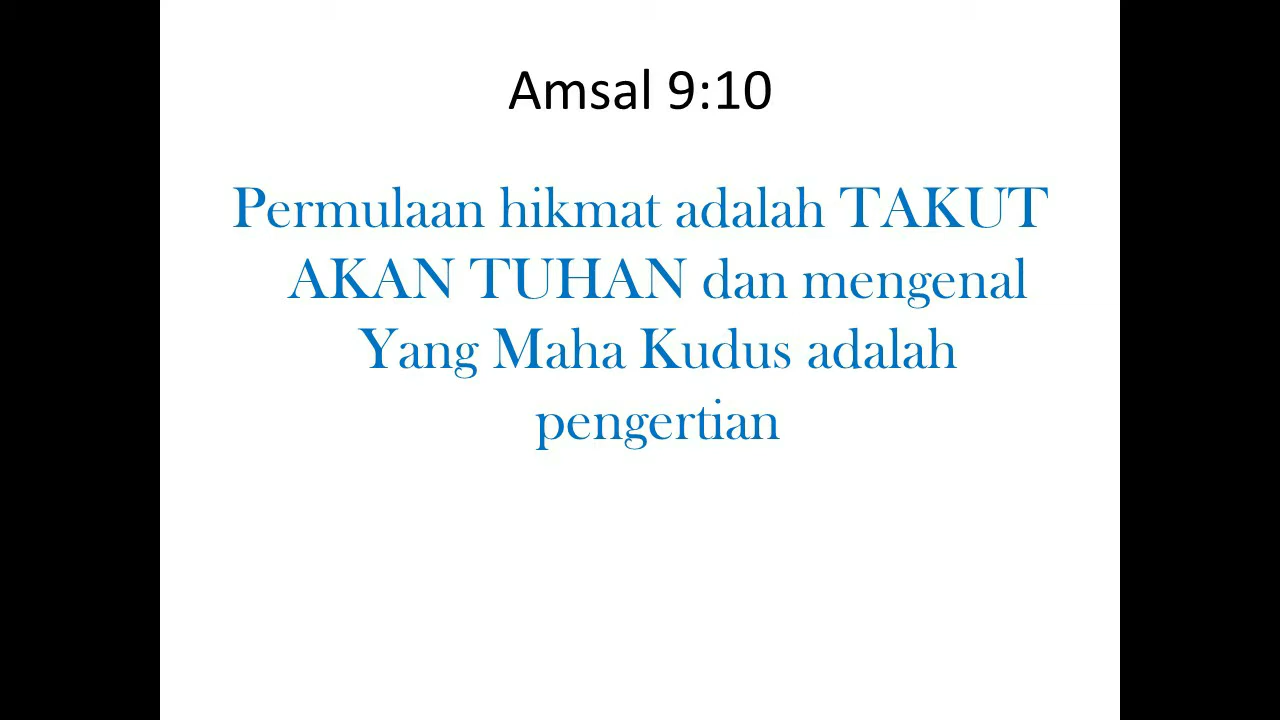 Amsal 9:10
Permulaan hikmat adalah TAKUT
AKAN TUHAN dan mengenal
Yang Maha Kudus adalah
pengertian